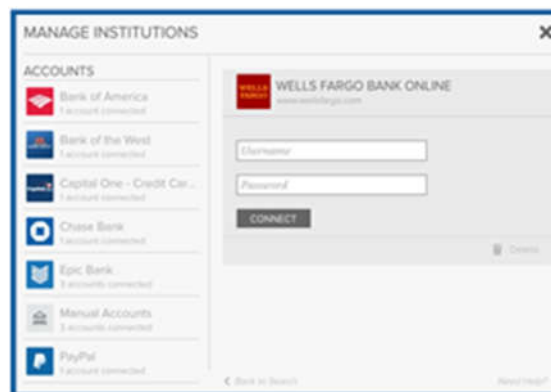 MANAGE INSTITUTIONS
ACCOUNTS
Bank of America
1 account connected
Bank of the West
1 account connected
Capital One - Credit Car...
1 account connected
Chase Bank
1 account connected
Epic Bank
3 accounts connected
Manual Accounts
3 accounts connected
PayPal
1 account connected
WELLS
FARGO
WELLS FARGO BANK ONLINE
www.wellsfargo.com
Username
Password
CONNECT
Delete
Back to Search
Need Help?